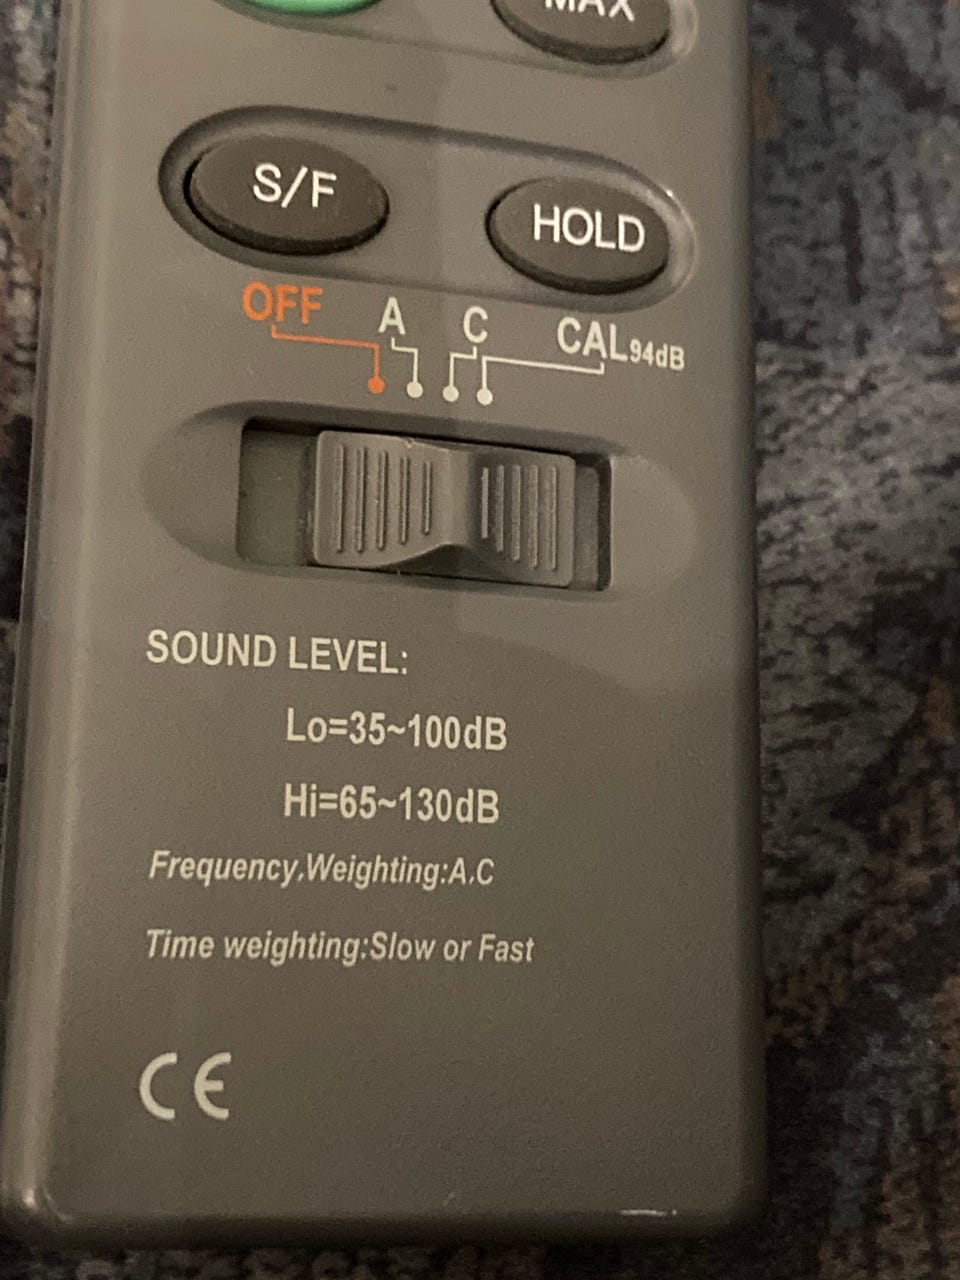 MAX
S/F
HOLD
OFF A C CAL94dB
SOUND LEVEL:
Lo=35~100dB
Hi=65~130dB
Frequency,Weighting:A,C
Time weighting:Slow or Fast
CE